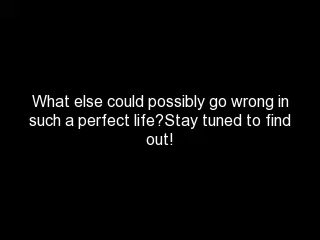 What else could possibly go wrong in
such a perfect life?Stay tuned to find
out!